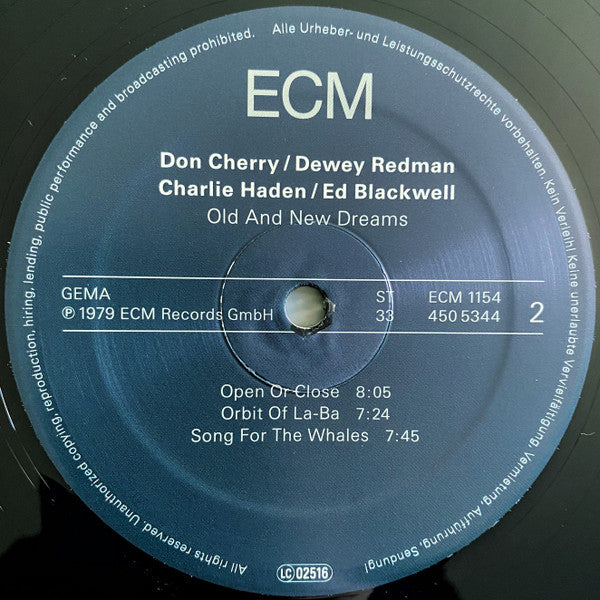 ECM
Don Cherry / Dewey Redman
Charlie Haden / Ed Blackwell
Old And New Dreams
GEMA
℗ 1979 ECM Records GmbH
ST
33
ECM 1154
450 5344
2
Open Or Close 8:05
Orbit Of La-Ba 7:24
Song For The Whales 7:45
All rights reserved. Unauthorized copying, reproduction, hiring, lending, public performance and broadcasting prohibited.
Alle Urheber- und Leistungsschutzrechte vorbehalten. Kein Verleih! Keine unerlaubte Vervielfältigung, Vermietung, Aufführung, Sendung!
LC 02516